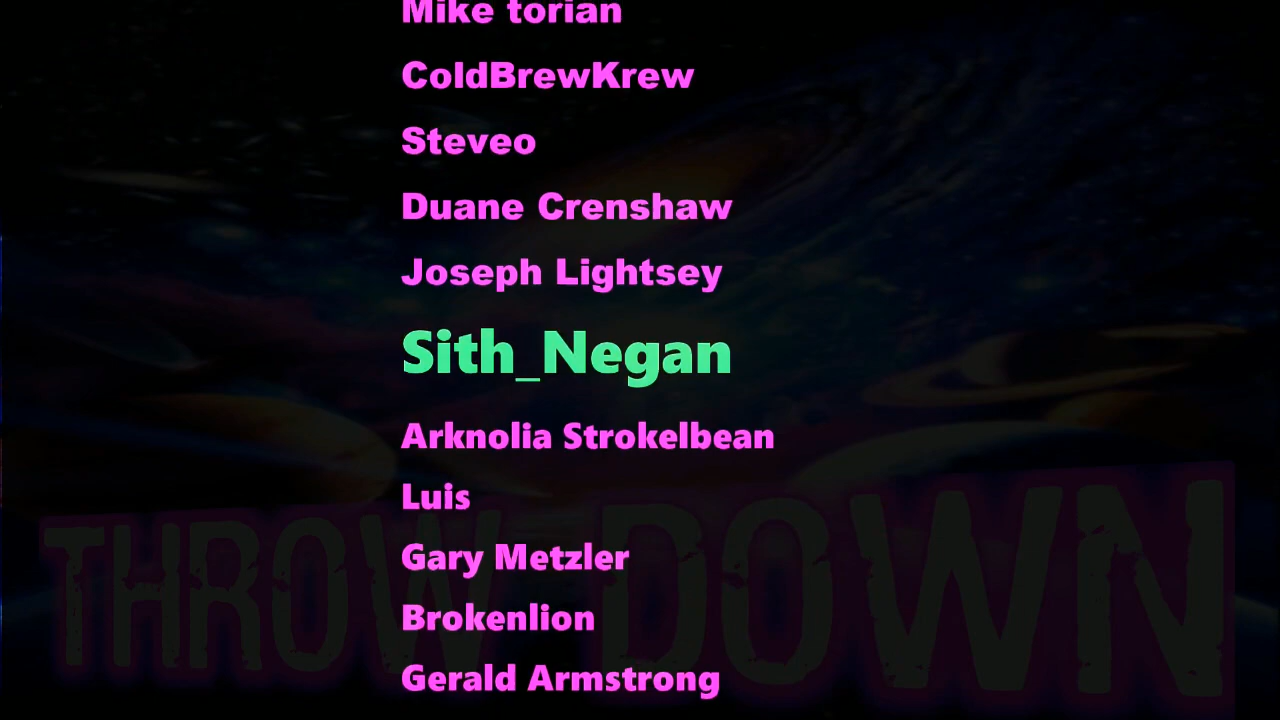 Mike torian
ColdBrewKrew
Steveo
Duane Crenshaw
Joseph Lightsey
Sith_Negan
Arknolia Strokelbean
Luis
Gary Metzler
Brokenlion
Gerald Armstrong
THROW DOWN